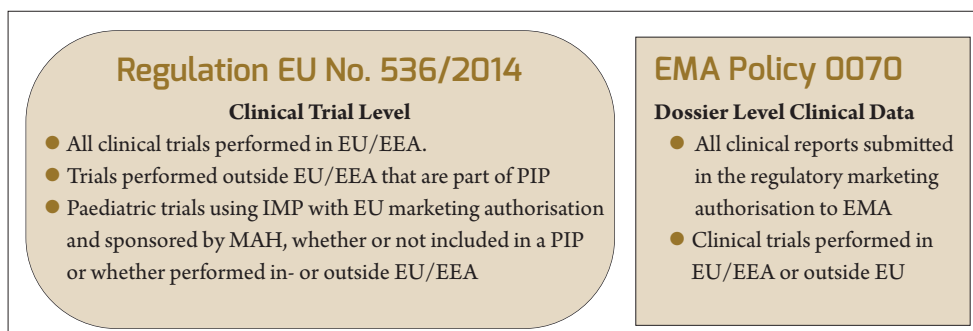 Regulation EU No. 536/2014
Clinical Trial Level
● All clinical trials performed in EU/EEA.
● Trials performed outside EU/EEA that are part of PIP
● Paediatric trials using IMP with EU marketing authorisation
and sponsored by MAH, whether or not included in a PIP
or whether performed in- or outside EU/EEA
EMA Policy 0070
Dossier Level Clinical Data
● All clinical reports submitted
in the regulatory marketing
authorisation to EMA
● Clinical trials performed in
EU/EEA or outside EU